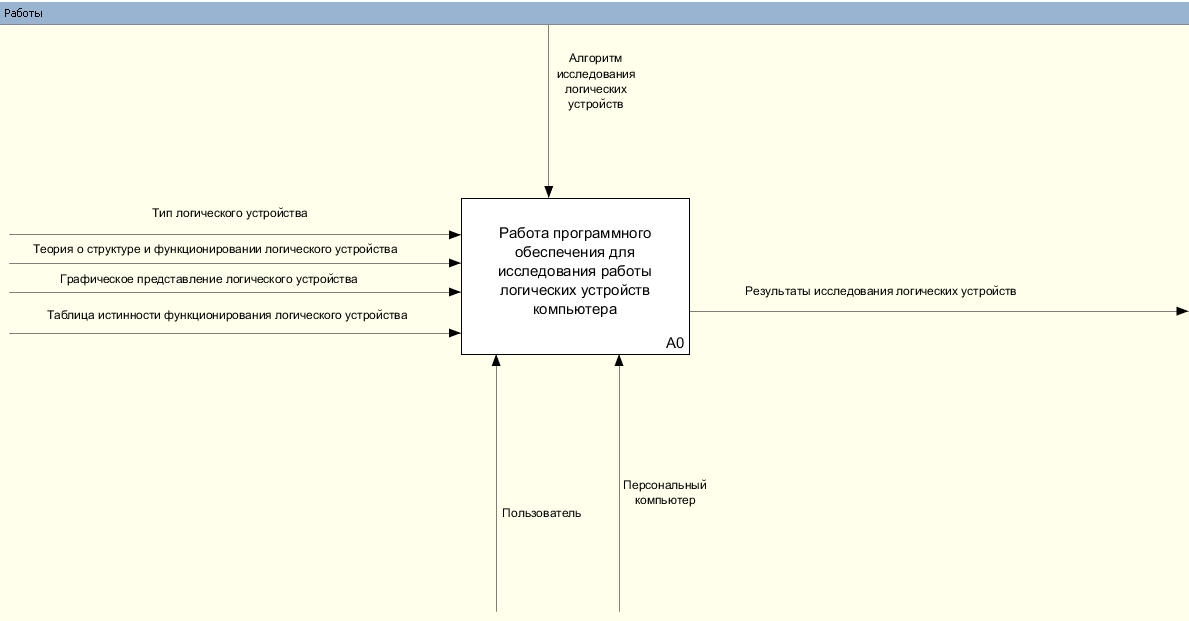 Работы
Алгоритм
исследования
логических
устройств
Тип логического устройства
Теория о структуре и функционировании логического устройства
Графическое представление логического устройства
Таблица истинности функционирования логического устройства
Работа программного
обеспечения для
исследования работы
логических устройств
компьютера
A0
Результаты исследования логических устройств
Пользователь
Персональный
компьютер